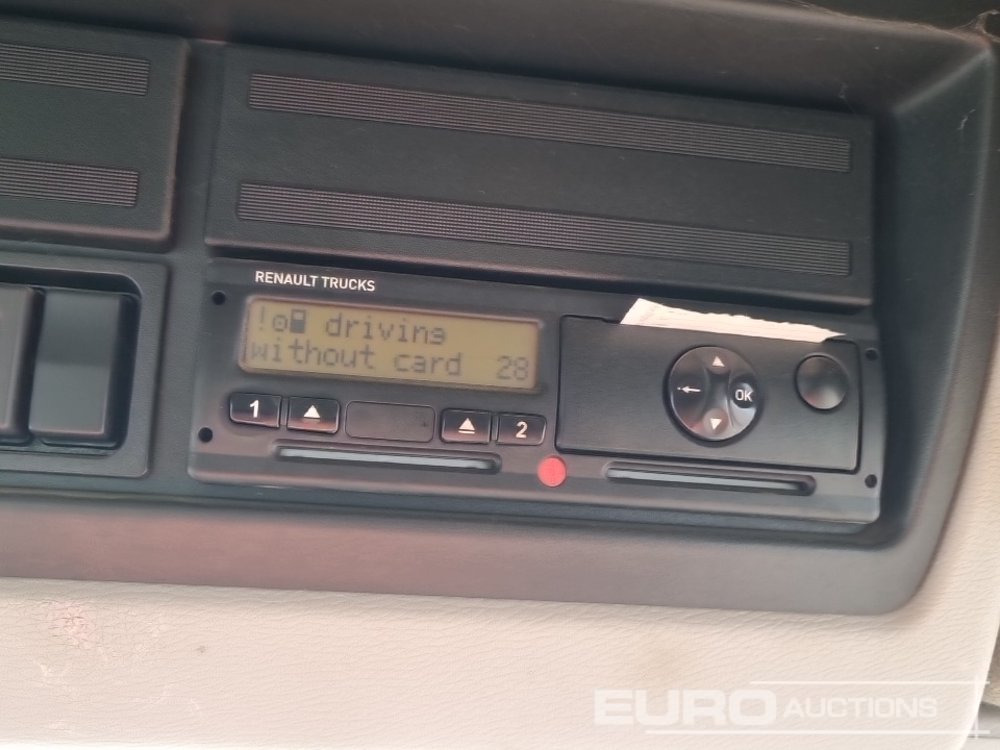 RENAULT TRUCKS
! driving
without card 28
1
2
OK
EURO AUCTIONS